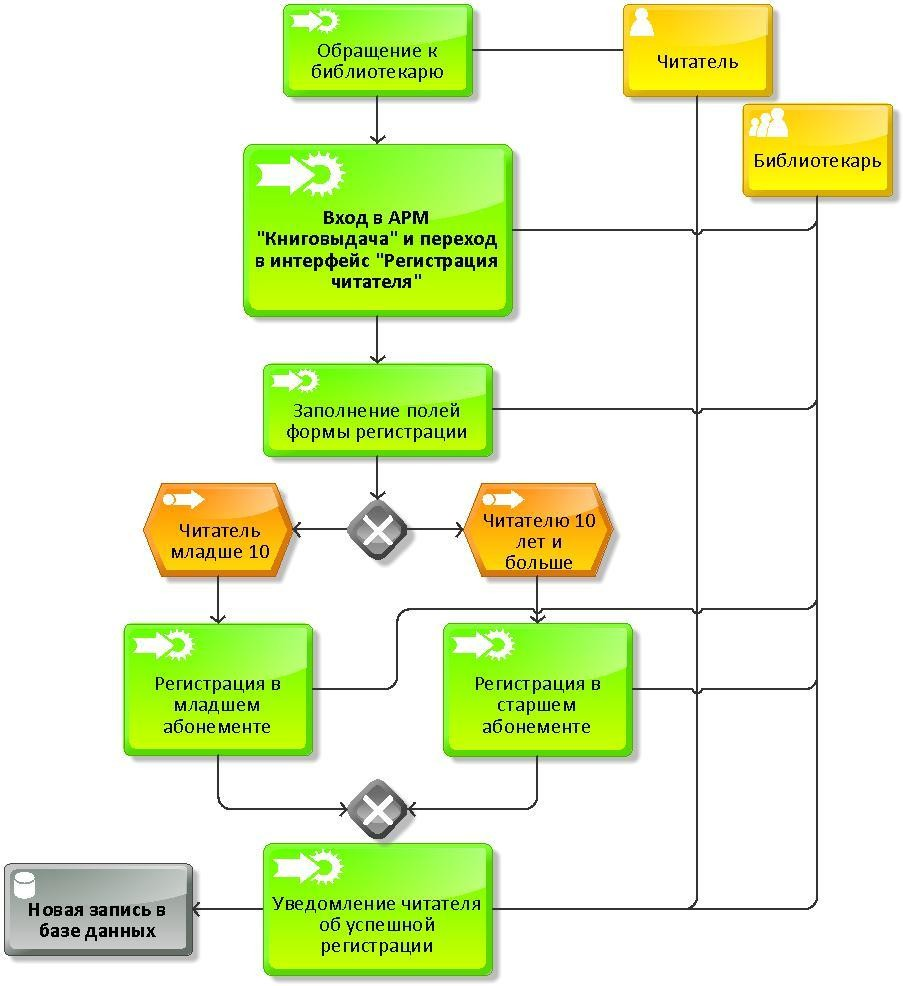 Обращение к
библиотекарю
Читатель
Библиотекарь
Вход в АРМ
"Книговыдача" и переход
в интерфейс "Регистрация
читателя"
Заполнение полей
формы регистрации
Читатель
младше 10
Читателю 10
лет и
больше
Регистрация в
младшем
абонементе
Регистрация в
старшем
абонементе
Новая запись в
базе данных
Уведомление читателя
об успешной
регистрации